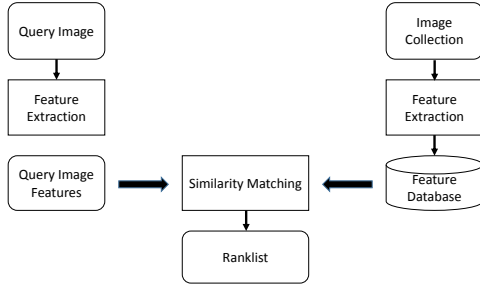 Query Image
Feature
Extraction
Query Image
Features
Similarity Matching
Ranklist
Image
Collection
Feature
Extraction
Feature
Database